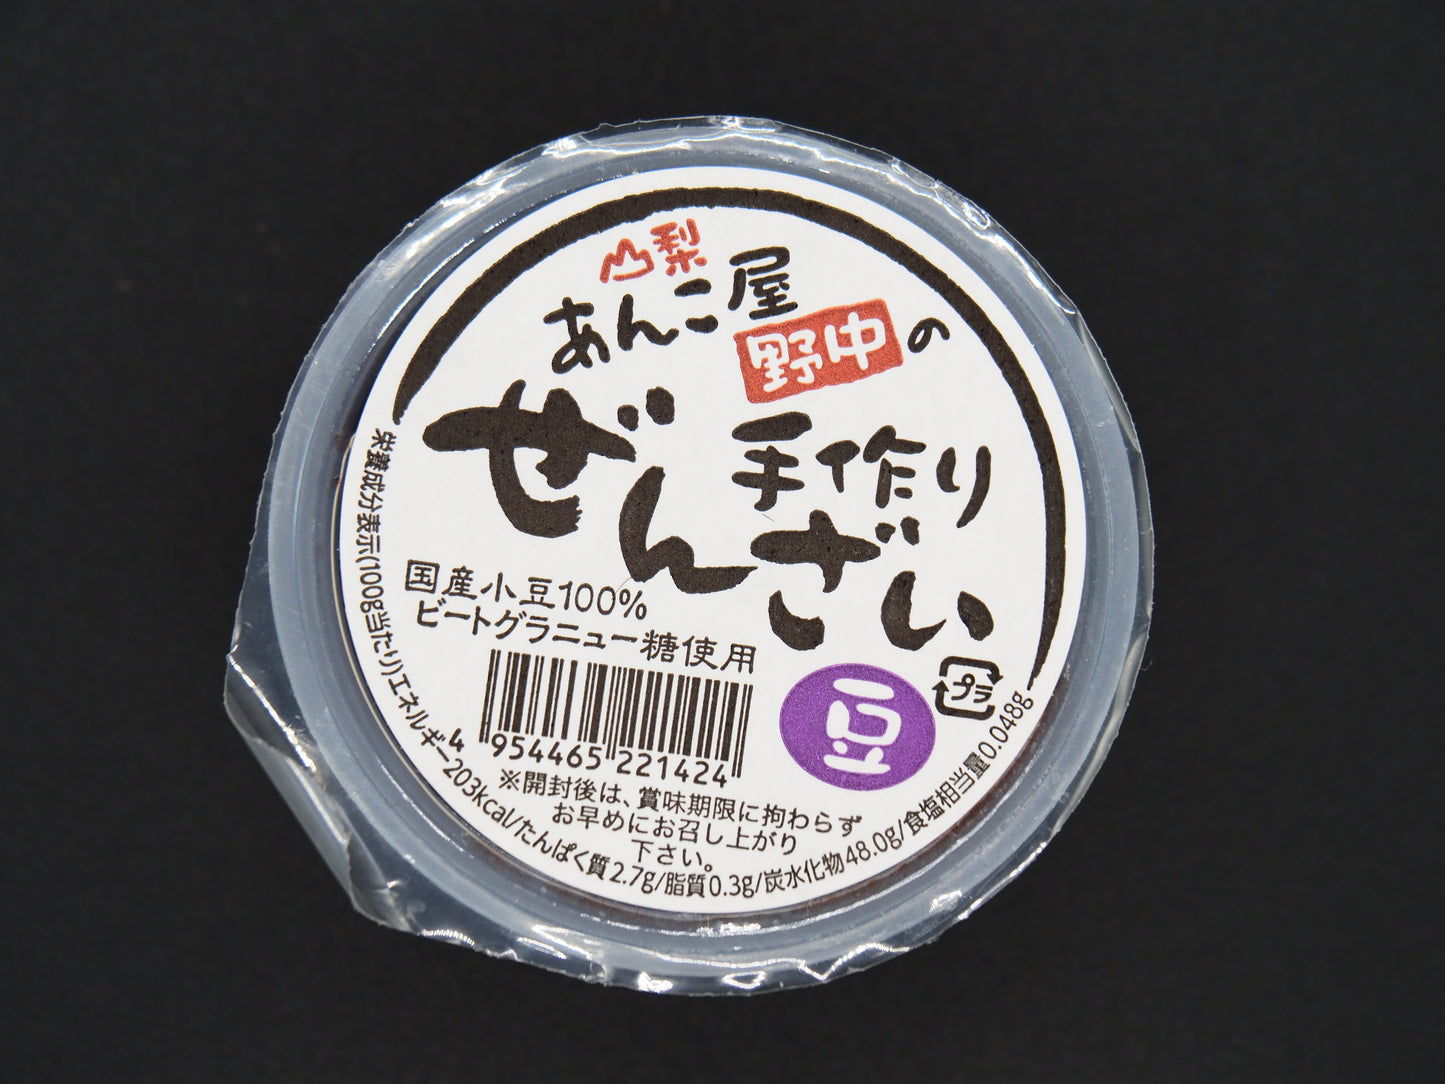 山梨
あんこ屋
野中の
手作り
ぜんざい
国産小豆100%
ビートグラニュー糖使用
4 954465 221424
豆
プラ
※開封後は、賞味期限に拘わらず
お早めにお召し上がり
下さい。
栄養成分表示(100g当たり)エネルギー203kcal/たんぱく質2.7g/脂質0.3g/炭水化物48.0g/食塩相当量0.048g